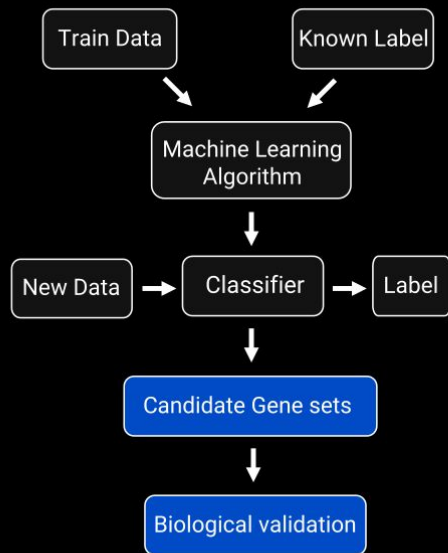 Train Data
Known Label
Machine Learning
Algorithm
New Data
Classifier
Label
Candidate Gene sets
Biological validation